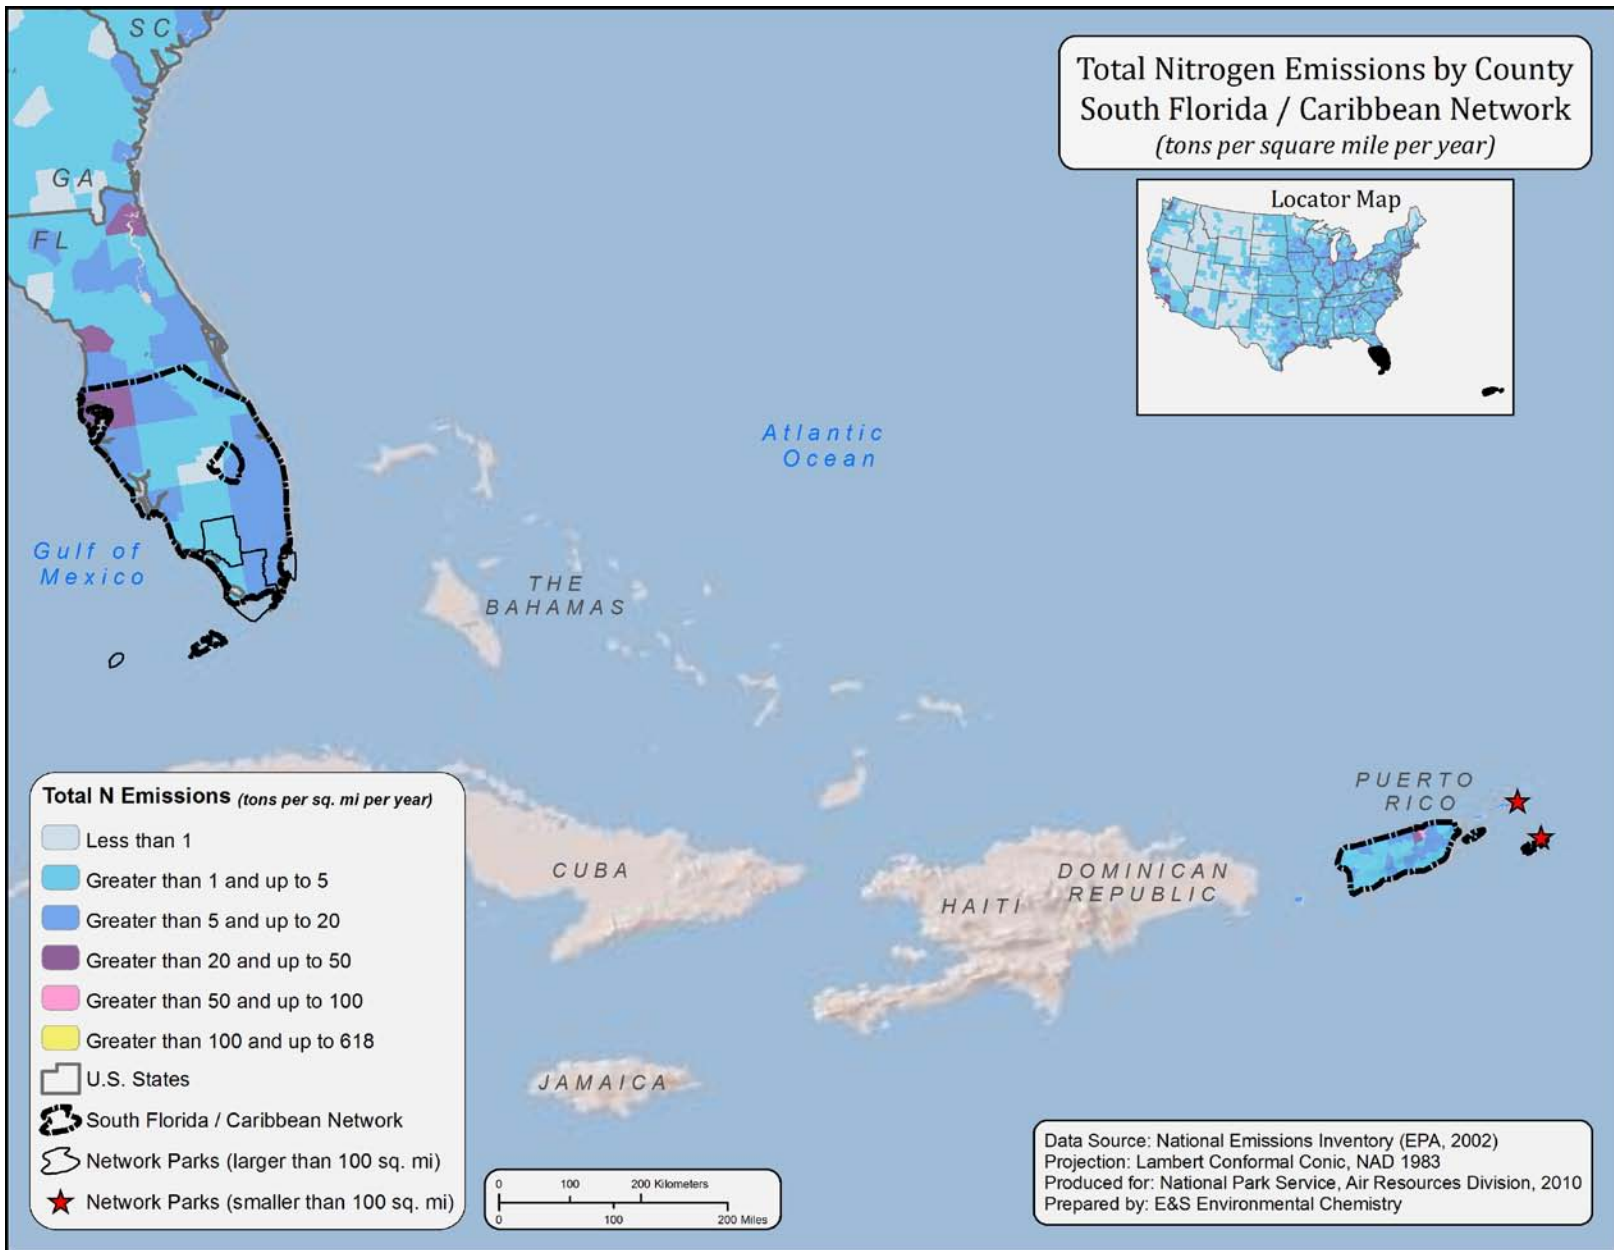 S C
Total Nitrogen Emissions by County
South Florida / Caribbean Network
(tons per square mile per year)
G A
Locator Map
F L
Atlantic
Ocean
Gulf of
Mexico
THE
BAHAMAS
PUERTO
RICO
CUBA
HAITI
DOMINICAN
REPUBLIC
JAMAICA
Total N Emissions (tons per sq. mi per year)
Less than 1
Greater than 1 and up to 5
Greater than 5 and up to 20
Greater than 20 and up to 50
Greater than 50 and up to 100
Greater than 100 and up to 618
U.S. States
South Florida / Caribbean Network
Network Parks (larger than 100 sq. mi)
Network Parks (smaller than 100 sq. mi)
0 100 200 Kilometers
0 100 200 Miles
Data Source: National Emissions Inventory (EPA, 2002)
Projection: Lambert Conformal Conic, NAD 1983
Produced for: National Park Service, Air Resources Division, 2010
Prepared by: E&S Environmental Chemistry